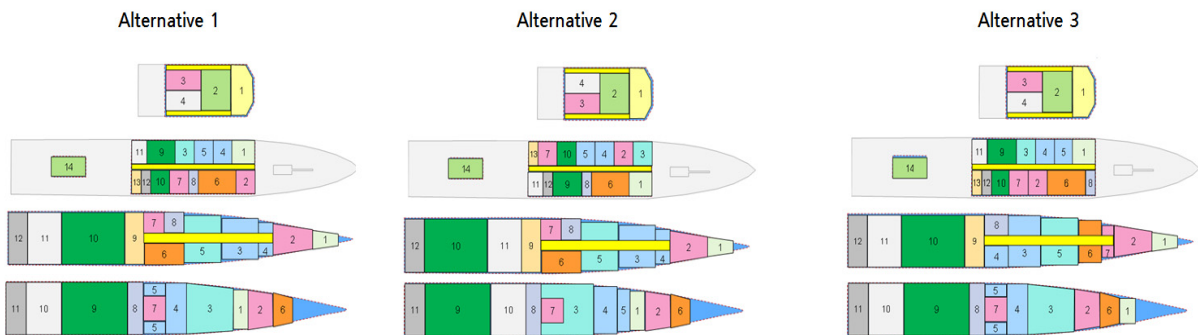 Alternative 1
3 2 1
4
11 9 3 5 4 1
14
13 12 10 7 8 6 2
7 8
12 11 10 9 2 1
6 5 3 4
5
11 10 9 8 7 4 3 1 2 6
5
Alternative 2
4 2 1
3
13 7 10 5 4 2 3
14
11 12 9 8 6 1
7 8
12 10 11 9 2 1
6 5 3 4
11 9 10 8 7 3 4 5 1 2 6
Alternative 3
3 2 1
4
11 9 3 4 5 1
14
13 12 10 7 2 6 8
8
12 11 10 9 2 1
4 3 5 6 7
5
11 10 9 8 7 4 3 2 6 1
5